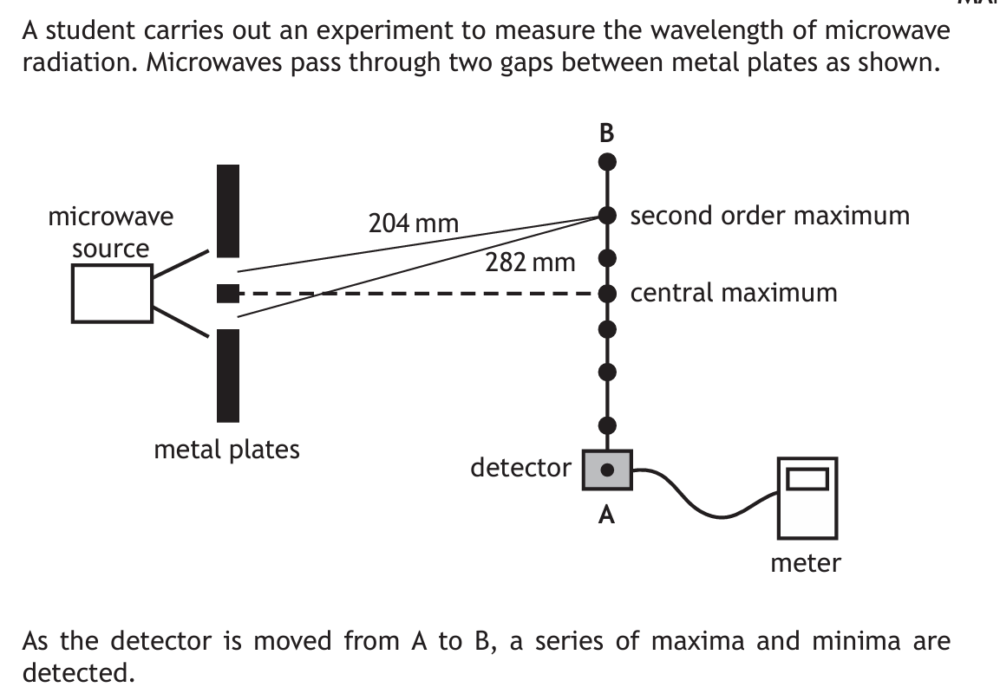 A student carries out an experiment to measure the wavelength of microwave
radiation. Microwaves pass through two gaps between metal plates as shown.
B
microwave
source
204 mm
second order maximum
282 mm
central maximum
metal plates
detector
A
meter
As the detector is moved from A to B, a series of maxima and minima are
detected.